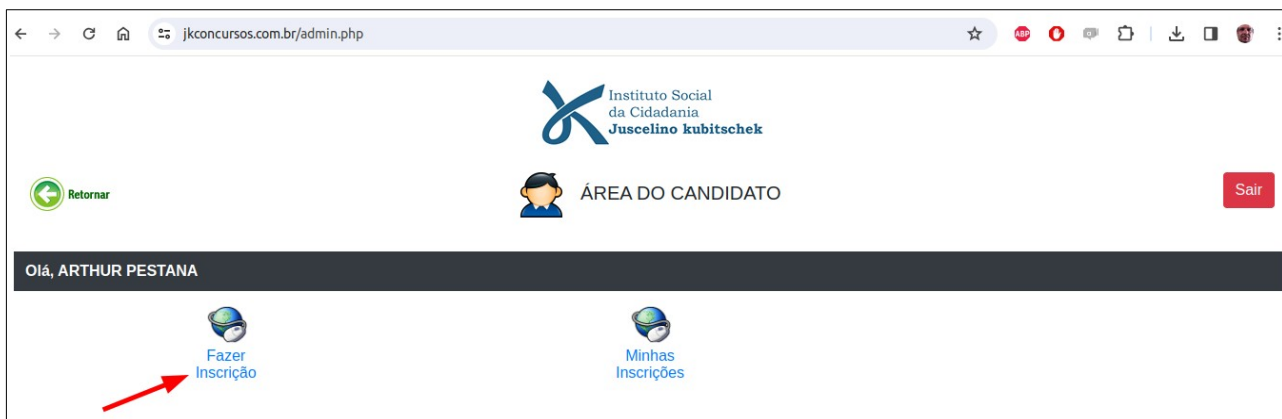 jkconcursos.com.br/admin.php
ABP
Instituto Social
da Cidadania
Juscelino kubitschek
Retornar
ÁREA DO CANDIDATO
Sair
Olá, ARTHUR PESTANA
Fazer
Inscrição
Minhas
Inscrições